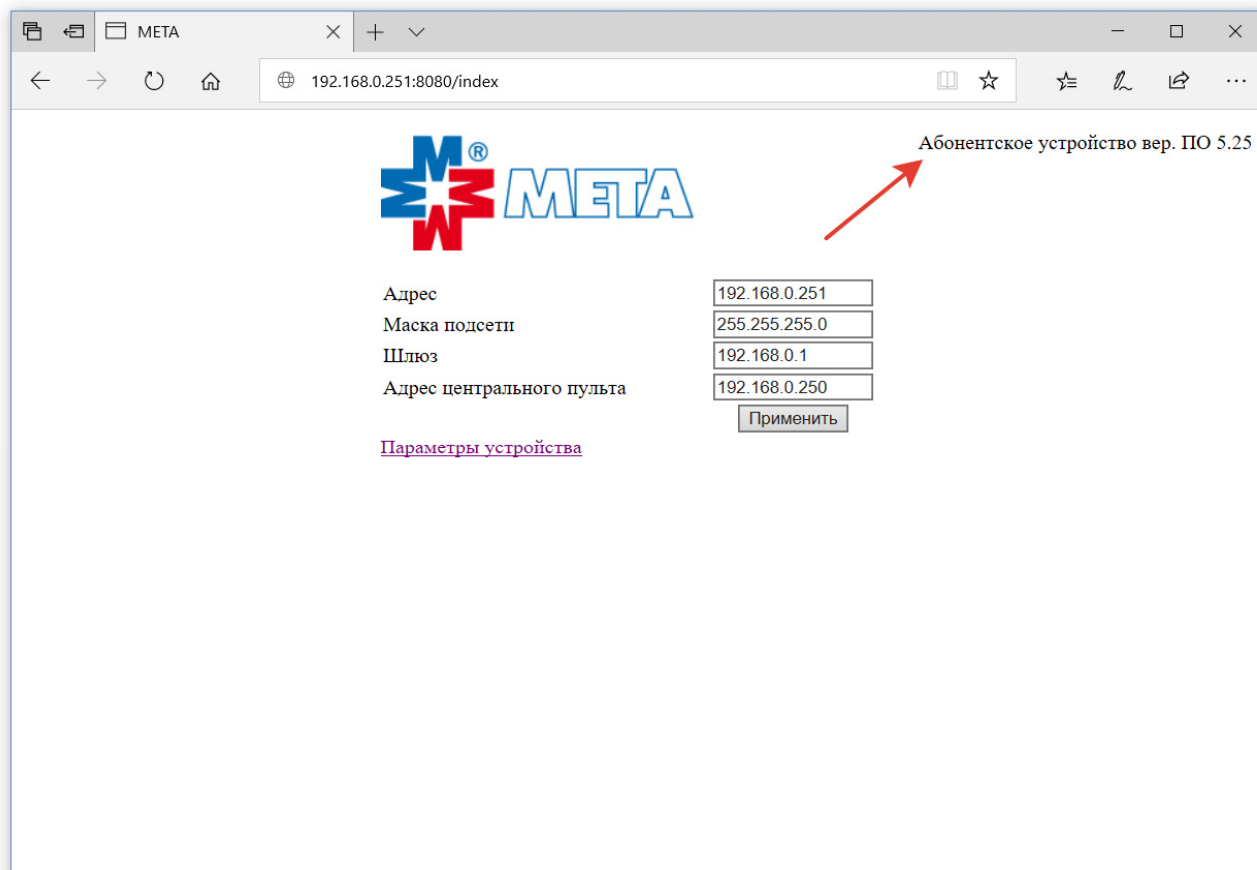 META
192.168.0.251:8080/index
Абонентское устройство вер. ПО 5.25
® МЕТА
Адрес 192.168.0.251
Маска подсети 255.255.255.0
Шлюз 192.168.0.1
Адрес центрального пульта 192.168.0.250
Применить
Параметры устройства